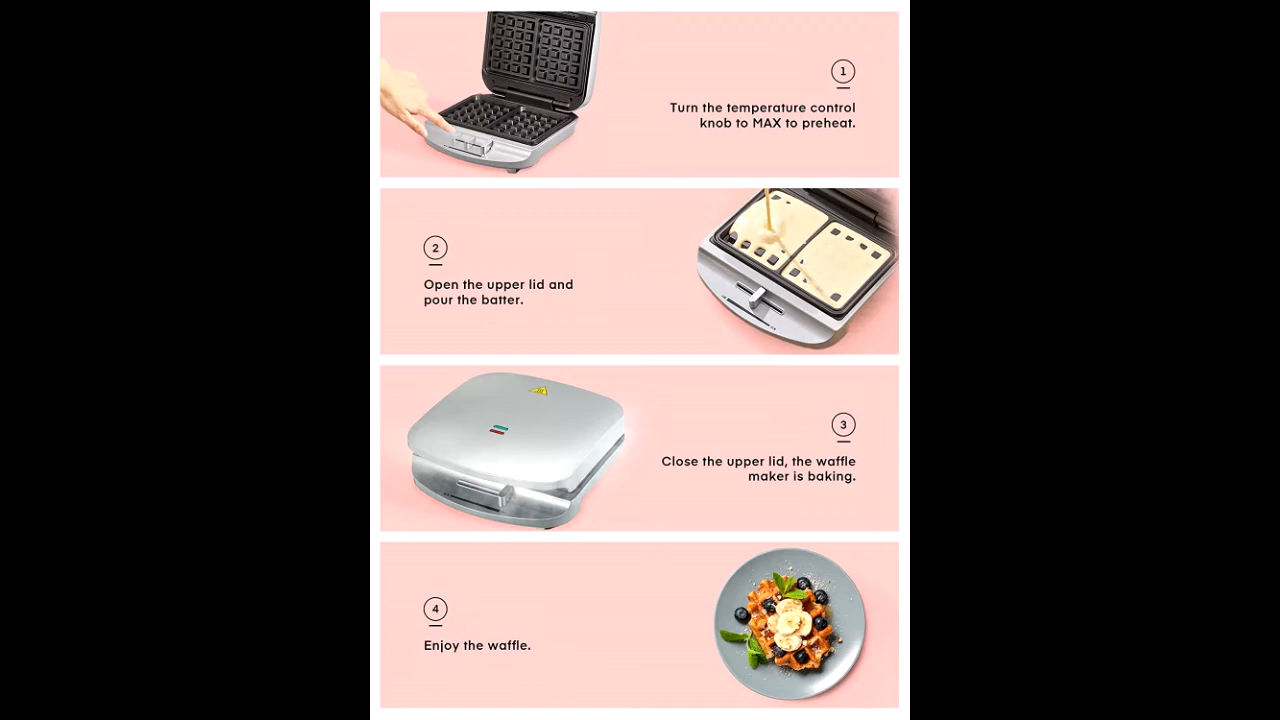 1
Turn the temperature control
knob to MAX to preheat.
2
Open the upper lid and
pour the batter.
3
Close the upper lid, the waffle
maker is baking.
4
Enjoy the waffle.